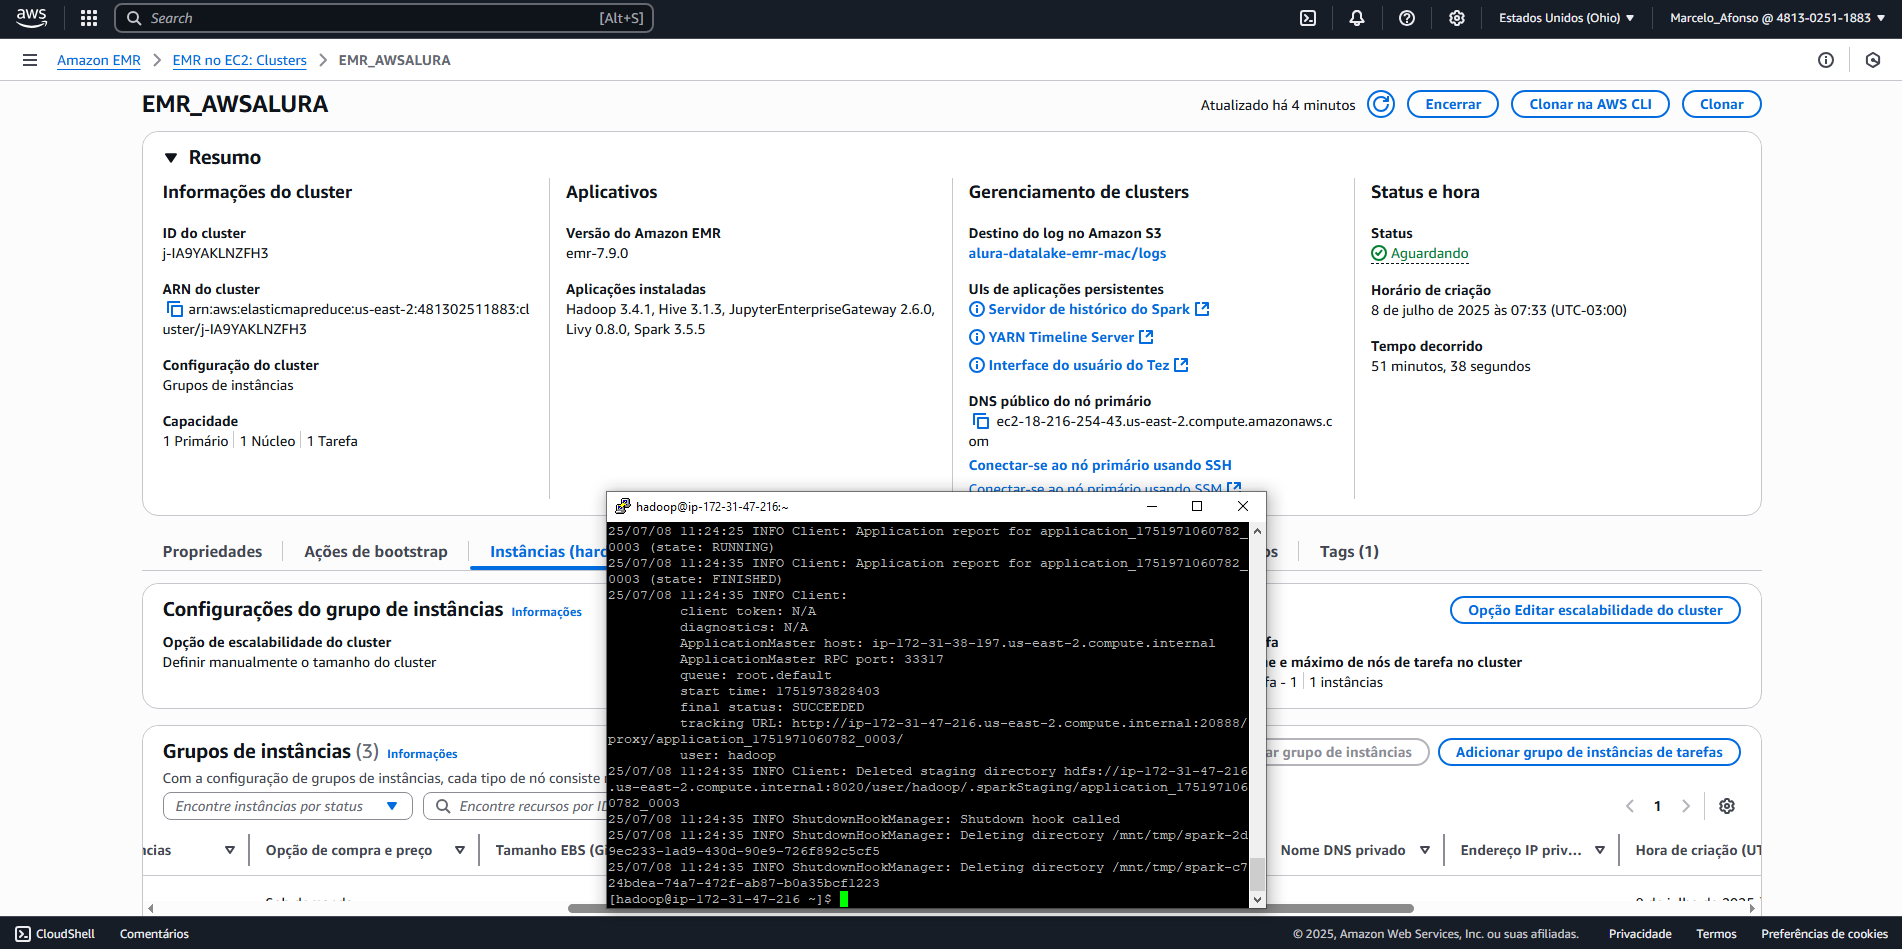 aws
Search
[Alt+S]
Estados Unidos (Ohio)
Marcelo_Afonso @ 4813-0251-1883
Amazon EMR
EMR no EC2: Clusters
EMR_AWSALURA
EMR_AWSALURA
Atualizado há 4 minutos
Encerrar
Clonar na AWS CLI
Clonar
Resumo
Informações do cluster
ID do cluster
j-IA9YAKLNZFH3
ARN do cluster
arn:aws:elasticmapreduce:us-east-2:481302511883:cl
uster/j-IA9YAKLNZFH3
Configuração do cluster
Grupos de instâncias
Capacidade
1 Primário
1 Núcleo
1 Tarefa
Aplicativos
Versão do Amazon EMR
emr-7.9.0
Aplicações instaladas
Hadoop 3.4.1, Hive 3.1.3, JupyterEnterpriseGateway 2.6.0,
Livy 0.8.0, Spark 3.5.5
Gerenciamento de clusters
Destino do log no Amazon S3
alura-datalake-emr-mac/logs
UIs de aplicações persistentes
Servidor de histórico do Spark
YARN Timeline Server
Interface do usuário do Tez
DNS público do nó primário
ec2-18-216-254-43.us-east-2.compute.amazonaws.c
om
Conectar-se ao nó primário usando SSH
Conectar-se ao nó primário usando SSM
Status e hora
Status
Aguardando
Horário de criação
8 de julho de 2025 às 07:33 (UTC-03:00)
Tempo decorrido
51 minutos, 38 segundos
Propriedades
Ações de bootstrap
Instâncias (hard
os
Tags (1)
Configurações do grupo de instâncias
Informações
Opção de escalabilidade do cluster
Definir manualmente o tamanho do cluster
Opção Editar escalabilidade do cluster
fa
e e máximo de nós de tarefa no cluster
fa - 1
1 instâncias
Grupos de instâncias (3)
Informações
Com a configuração de grupos de instâncias, cada tipo de nó consiste
ar grupo de instâncias
Adicionar grupo de instâncias de tarefas
Encontre instâncias por status
Encontre recursos por ID
1
ncias
Opção de compra e preço
Tamanho EBS (Gi
Nome DNS privado
Endereço IP priv...
Hora de criação (UT
hadoop@ip-172-31-47-216:~
25/07/08 11:24:25 INFO Client: Application report for application_1751971060782_
0003 (state: RUNNING)
25/07/08 11:24:35 INFO Client: Application report for application_1751971060782_
0003 (state: FINISHED)
25/07/08 11:24:35 INFO Client:
client token: N/A
diagnostics: N/A
ApplicationMaster host: ip-172-31-38-197.us-east-2.compute.internal
ApplicationMaster RPC port: 33317
queue: root.default
start time: 1751973828403
final status: SUCCEEDED
tracking URL: http://ip-172-31-47-216.us-east-2.compute.internal:20888/
proxy/application_1751971060782_0003/
user: hadoop
25/07/08 11:24:35 INFO Client: Deleted staging directory hdfs://ip-172-31-47-216
.us-east-2.compute.internal:8020/user/hadoop/.sparkStaging/application_175197106
0782_0003
25/07/08 11:24:35 INFO ShutdownHookManager: Shutdown hook called
25/07/08 11:24:35 INFO ShutdownHookManager: Deleting directory /mnt/tmp/spark-2d
9ec233-1ad9-430d-90e9-726f892c5cf5
25/07/08 11:24:35 INFO ShutdownHookManager: Deleting directory /mnt/tmp/spark-c7
24bdea-74a7-472f-ab87-b0a35bcf1223
[hadoop@ip-172-31-47-216 ~]$
CloudShell
Comentários
© 2025, Amazon Web Services, Inc. ou suas afiliadas.
Privacidade
Termos
Preferências de cookies